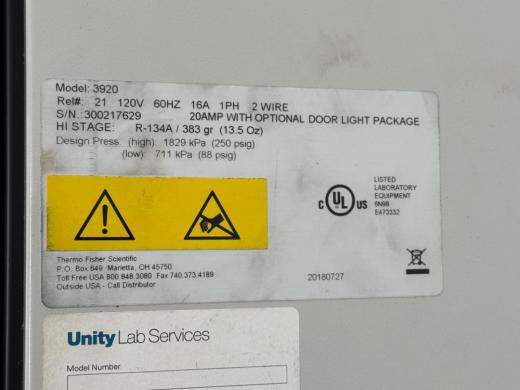 Model: 3920
Rel#: 21 120V 60HZ 16A 1PH 2 WIRE
S/N.:300217629 20AMP WITH OPTIONAL DOOR LIGHT PACKAGE
HI STAGE: R-134A / 383 gr (13.5 Oz)
Design Press. (high): 1829 kPa (250 psig)
(low): 711 kPa (88 psig)
C UL US
LISTED
LABORATORY
EQUIPMENT
6N9B
E473332
Thermo Fisher Scientific
P.O. Box 649 Marietta, OH 45750
Toll Free USA 800.848.3080 Fax 740.373.4189
Outside USA - Call Distributor
20180727
Unity Lab Services
Model Number